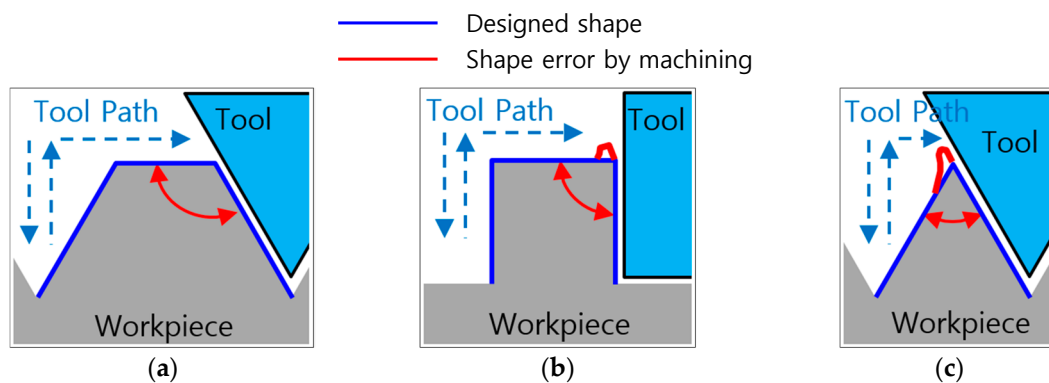 Designed shape
Shape error by machining
Tool Path
Tool
Workpiece
(a)
Tool Path
Tool
Workpiece
(b)
Tool Path
Tool
Workpiece
(c)